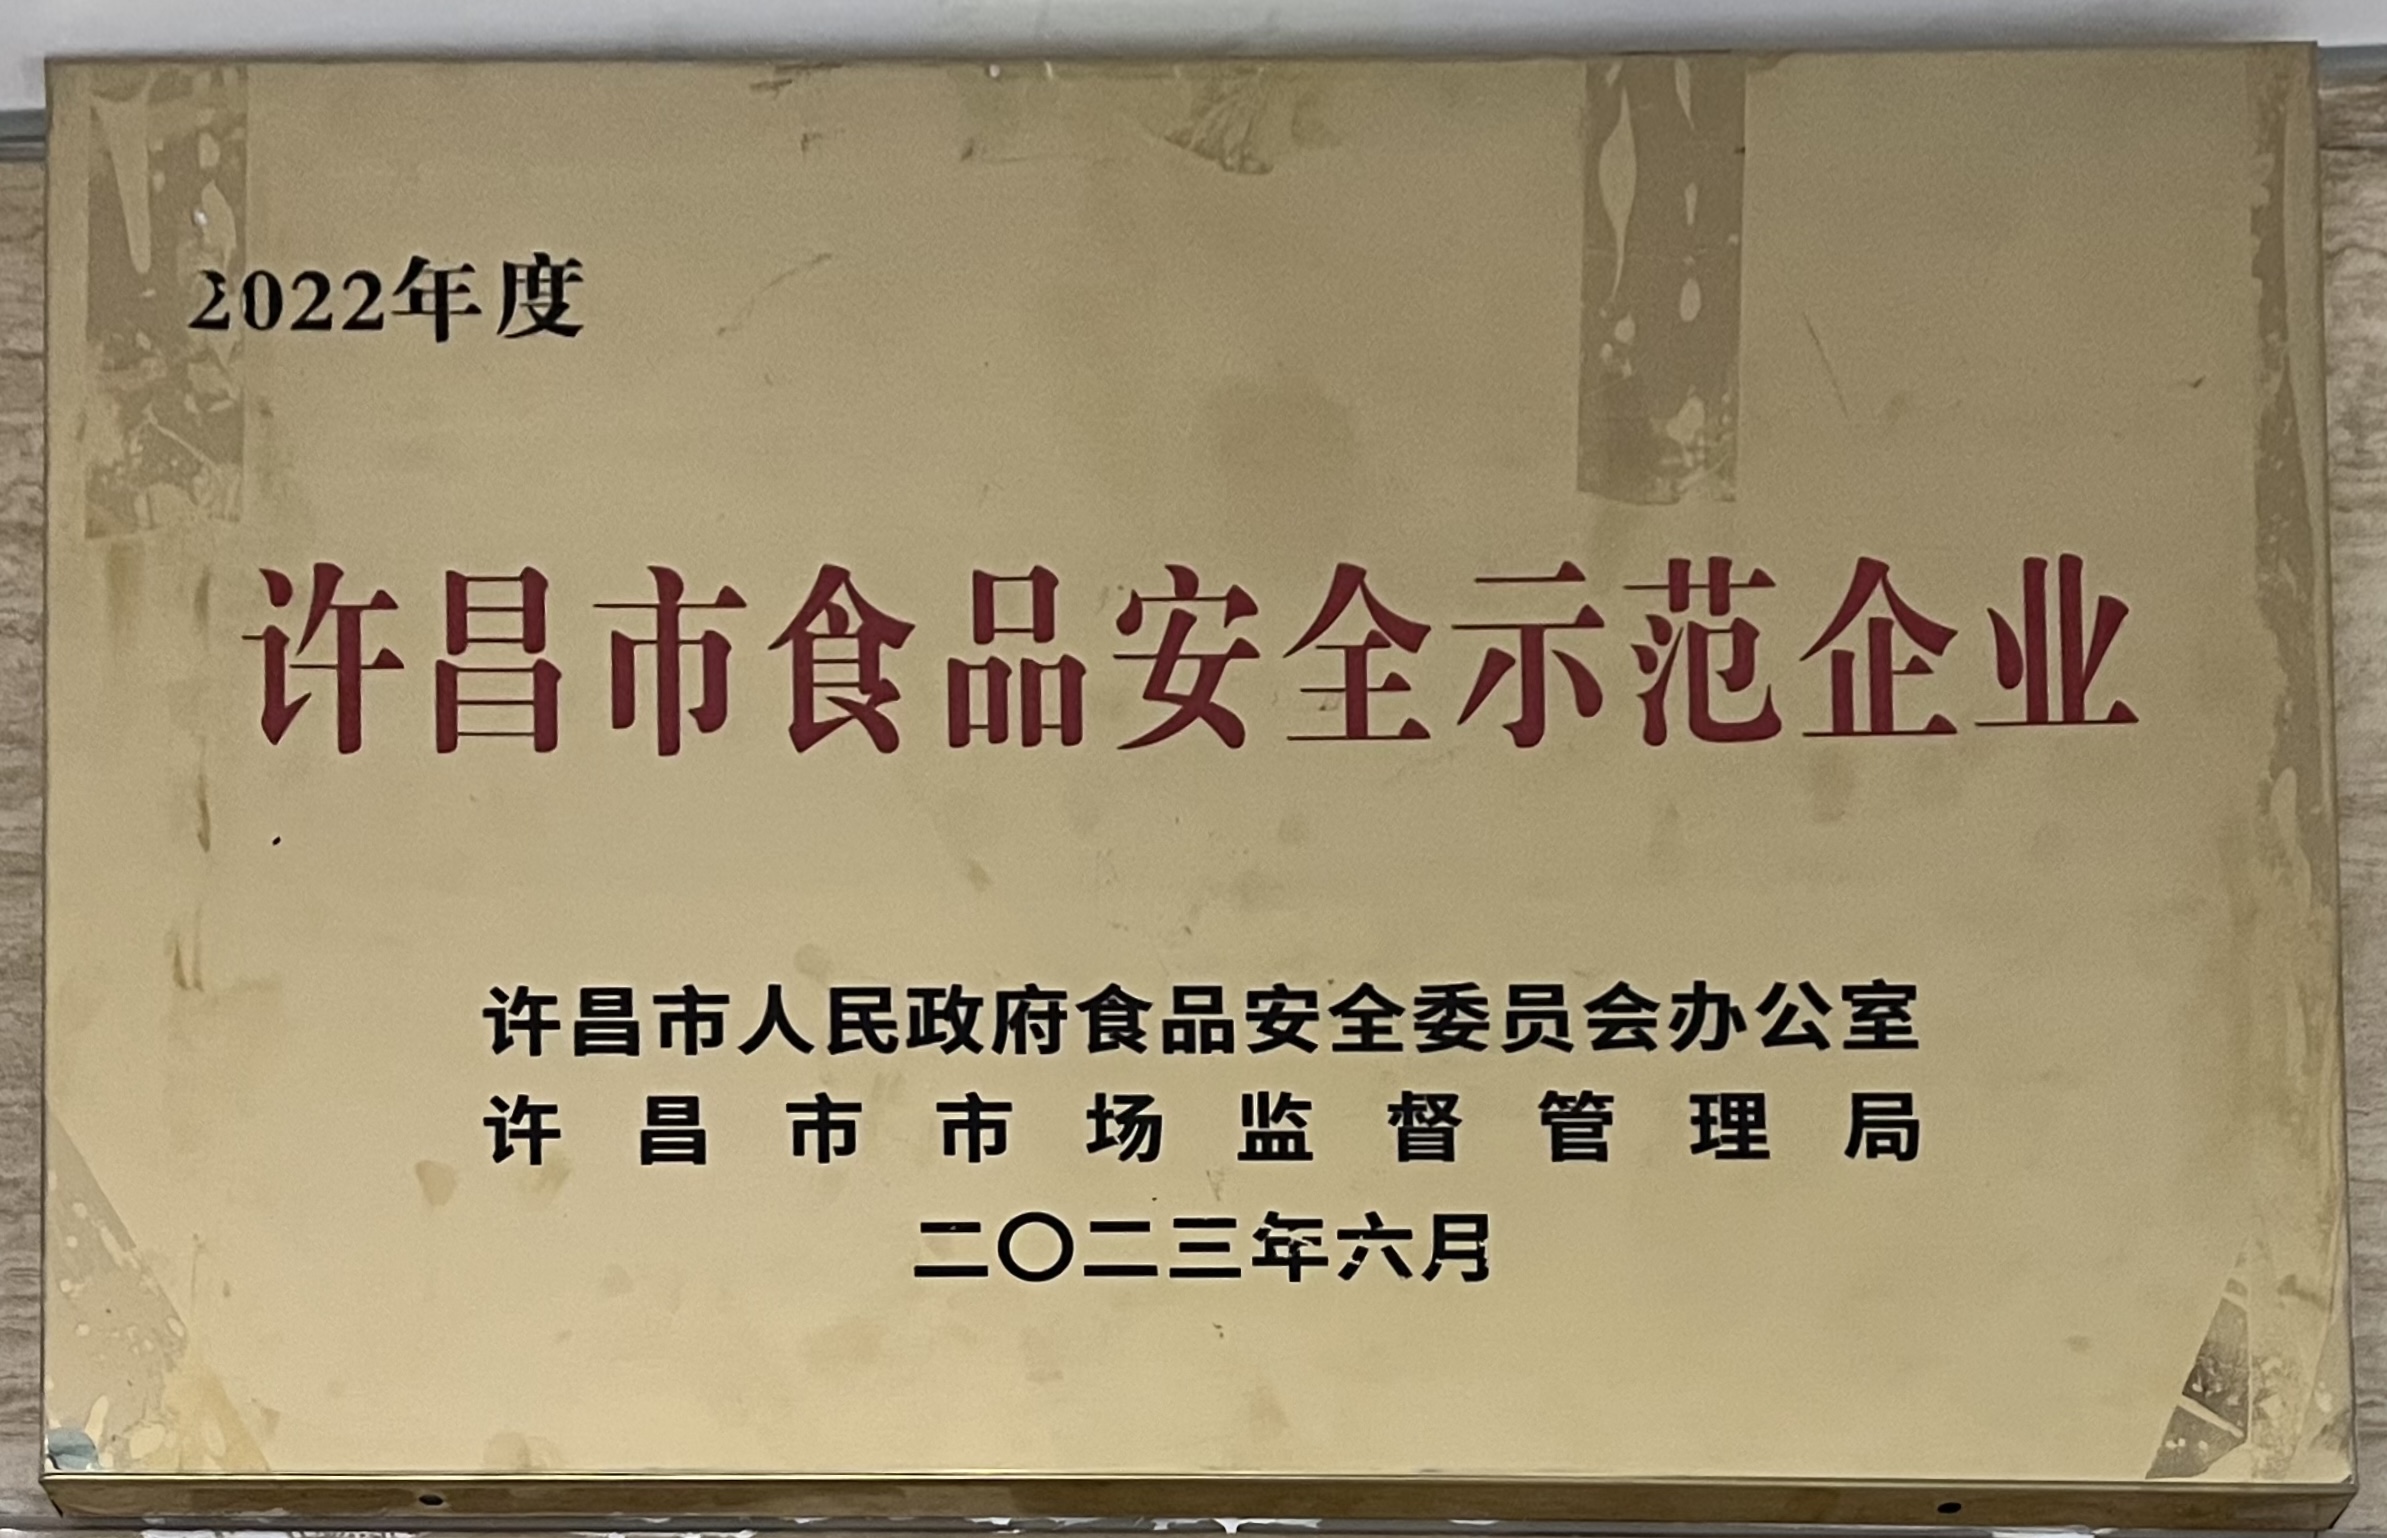 2022年度
许昌市食品安全示范企业
许昌市人民政府食品安全委员会办公室
许昌市市场监督管理局
二〇二三年六月